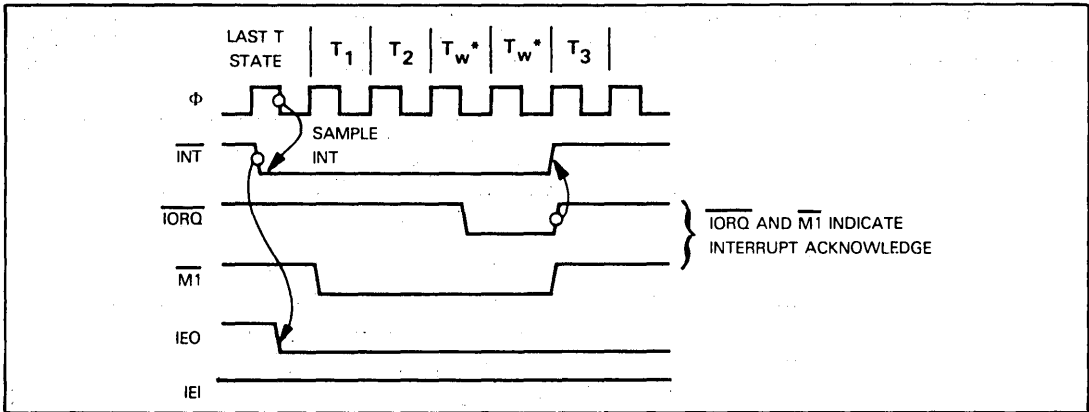 LAST T
STATE
T1 T2 Tw* Tw* T3
Φ
SAMPLE
INT
INT
IORQ
IORQ AND M1 INDICATE
INTERRUPT ACKNOWLEDGE
M1
IEO
IEI